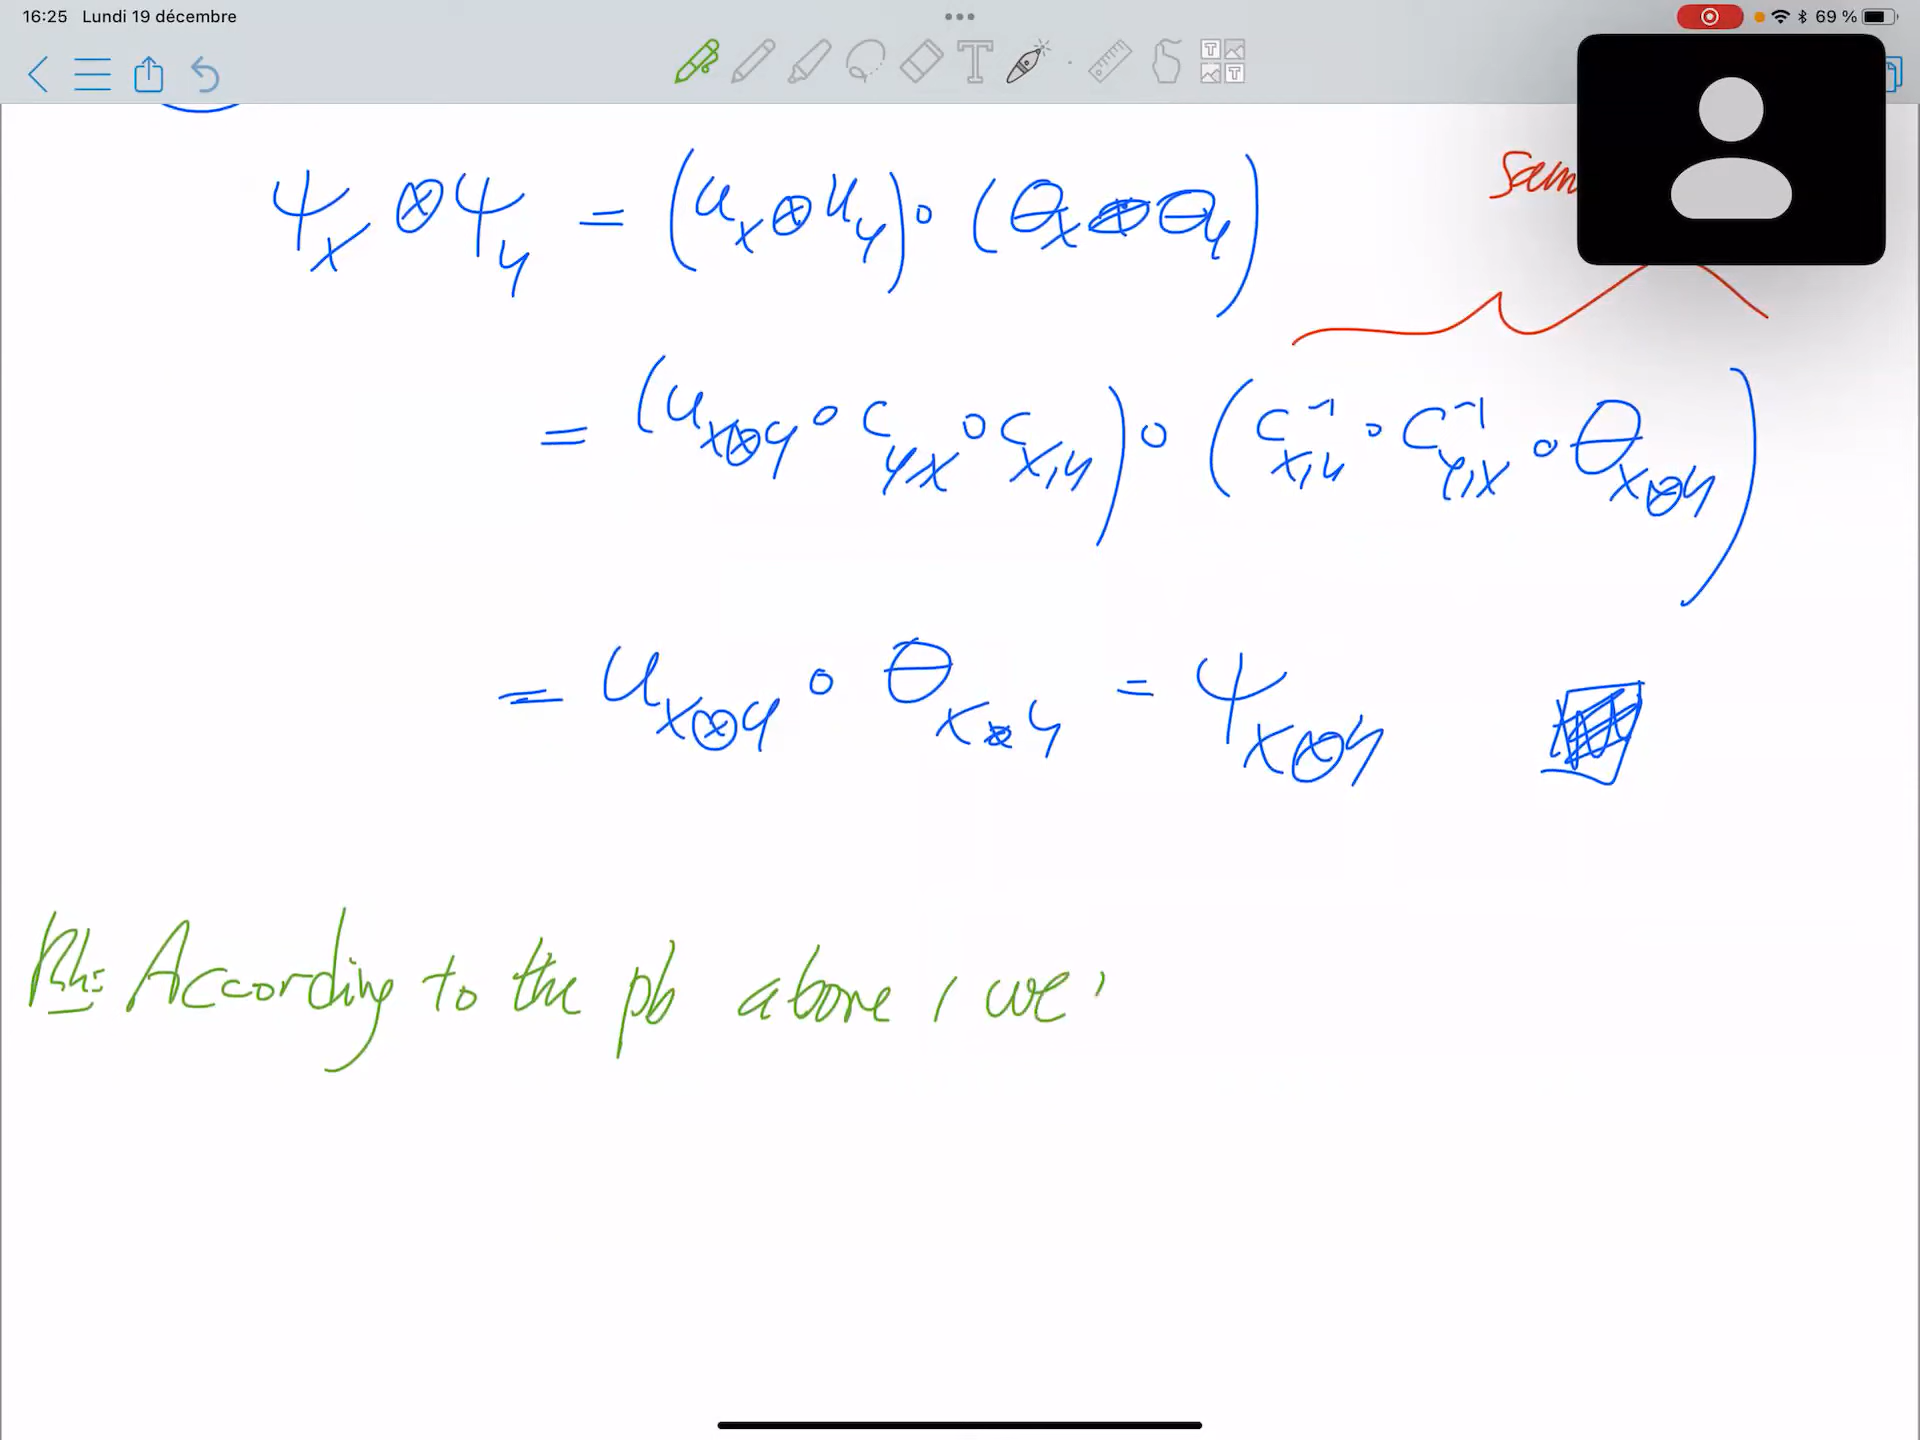 16:25 Lundi 19 décembre 69 %
Sam
ψ_X ⊗ ψ_Y = (u_X ⊗ u_Y) ∘ (θ_X ⊗ θ_Y)
= (u_{X⊗Y} ∘ c_{Y,X} ∘ c_{X,Y}) ∘ (c^{-1}_{X,Y} ∘ c^{-1}_{Y,X} ∘ θ_{X⊗Y})
= u_{X⊗Y} ∘ θ_{X⊗Y} = ψ_{X⊗Y}
Rk: According to the pb above, we